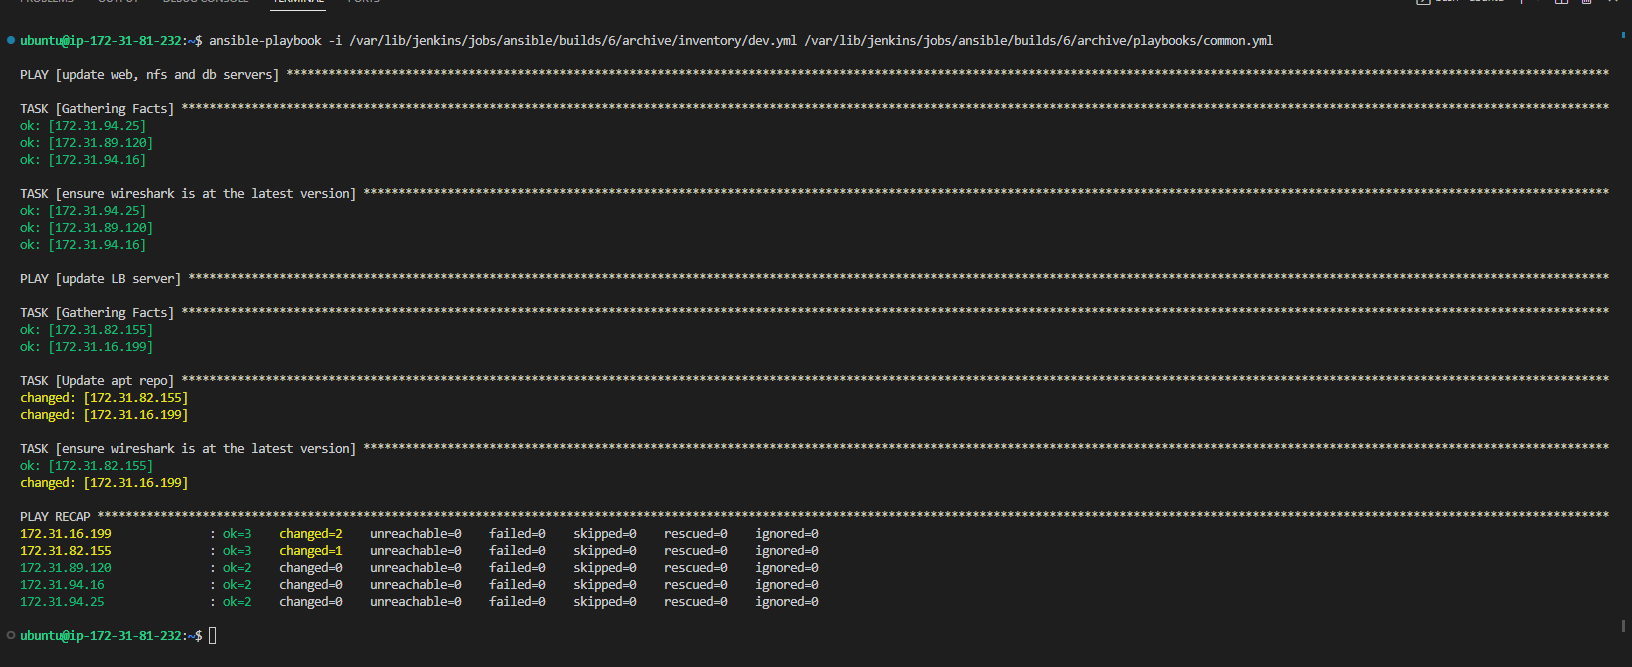 PROBLEMS OUTPUT DEBUG CONSOLE TERMINAL PORTS
ubuntu@ip-172-31-81-232:~$ ansible-playbook -i /var/lib/jenkins/jobs/ansible/builds/6/archive/inventory/dev.yml /var/lib/jenkins/jobs/ansible/builds/6/archive/playbooks/common.yml
PLAY [update web, nfs and db servers] ****************************************************************
TASK [Gathering Facts] ****************************************************************
ok: [172.31.94.25]
ok: [172.31.89.120]
ok: [172.31.94.16]
TASK [ensure wireshark is at the latest version] ****************************************************************
ok: [172.31.94.25]
ok: [172.31.89.120]
ok: [172.31.94.16]
PLAY [update LB server] ****************************************************************
TASK [Gathering Facts] ****************************************************************
ok: [172.31.82.155]
ok: [172.31.16.199]
TASK [Update apt repo] ****************************************************************
changed: [172.31.82.155]
changed: [172.31.16.199]
TASK [ensure wireshark is at the latest version] ****************************************************************
ok: [172.31.82.155]
changed: [172.31.16.199]
PLAY RECAP ****************************************************************
172.31.16.199 : ok=3 changed=2 unreachable=0 failed=0 skipped=0 rescued=0 ignored=0
172.31.82.155 : ok=3 changed=1 unreachable=0 failed=0 skipped=0 rescued=0 ignored=0
172.31.89.120 : ok=2 changed=0 unreachable=0 failed=0 skipped=0 rescued=0 ignored=0
172.31.94.16 : ok=2 changed=0 unreachable=0 failed=0 skipped=0 rescued=0 ignored=0
172.31.94.25 : ok=2 changed=0 unreachable=0 failed=0 skipped=0 rescued=0 ignored=0
ubuntu@ip-172-31-81-232:~$